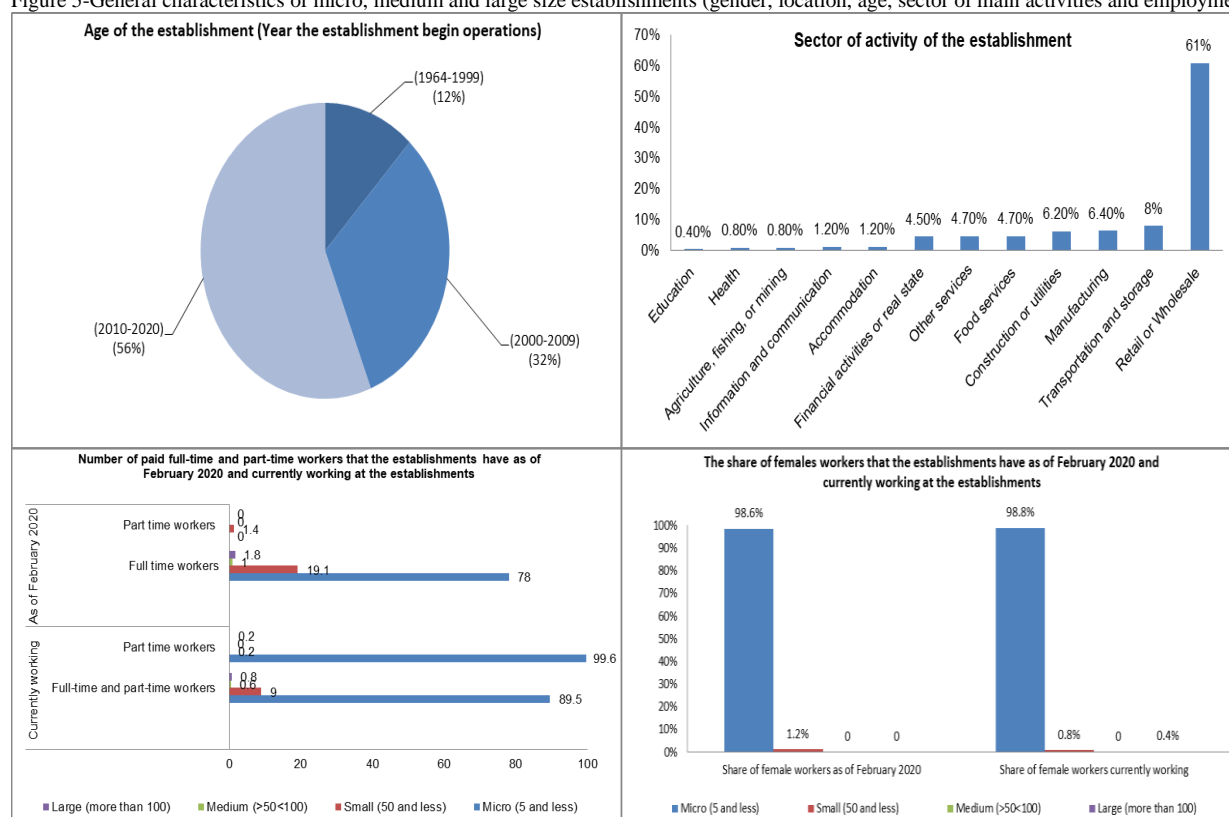 Figure 5-General characteristics of micro, medium and large size establishments (gender, location, age, sector of main activities and employme
Age of the establishment (Year the establishment begin operations)
(1964-1999)
(12%)
(2010-2020)
(56%)
(2000-2009)
(32%)
Sector of activity of the establishment
70%
60%
50%
40%
30%
20%
10%
0%
0.40%
0.80%
0.80%
1.20%
1.20%
4.50%
4.70%
4.70%
6.20%
6.40%
8%
61%
Education
Health
Agriculture, fishing, or mining
Information and communication
Accommodation
Financial activities or real state
Other services
Food services
Construction or utilities
Manufacturing
Transportation and storage
Retail or Wholesale
Number of paid full-time and part-time workers that the establishments have as of
February 2020 and currently working at the establishments
As of February 2020
Part time workers
0
0
1.4
0
Full time workers
1.8
1
19.1
78
Currently working
Part time workers
0.2
0
0.2
99.6
Full-time and part-time workers
0.8
0.6
9
89.5
0 20 40 60 80 100
Large (more than 100) Medium (>50<100) Small (50 and less) Micro (5 and less)
The share of females workers that the establishments have as of February 2020 and
currently working at the establishments
100%
90%
80%
70%
60%
50%
40%
30%
20%
10%
0%
98.6%
1.2%
0
0
98.8%
0.8%
0
0.4%
Share of female workers as of February 2020
Share of female workers currently working
Micro (5 and less) Small (50 and less) Medium (>50<100) Large (more than 100)